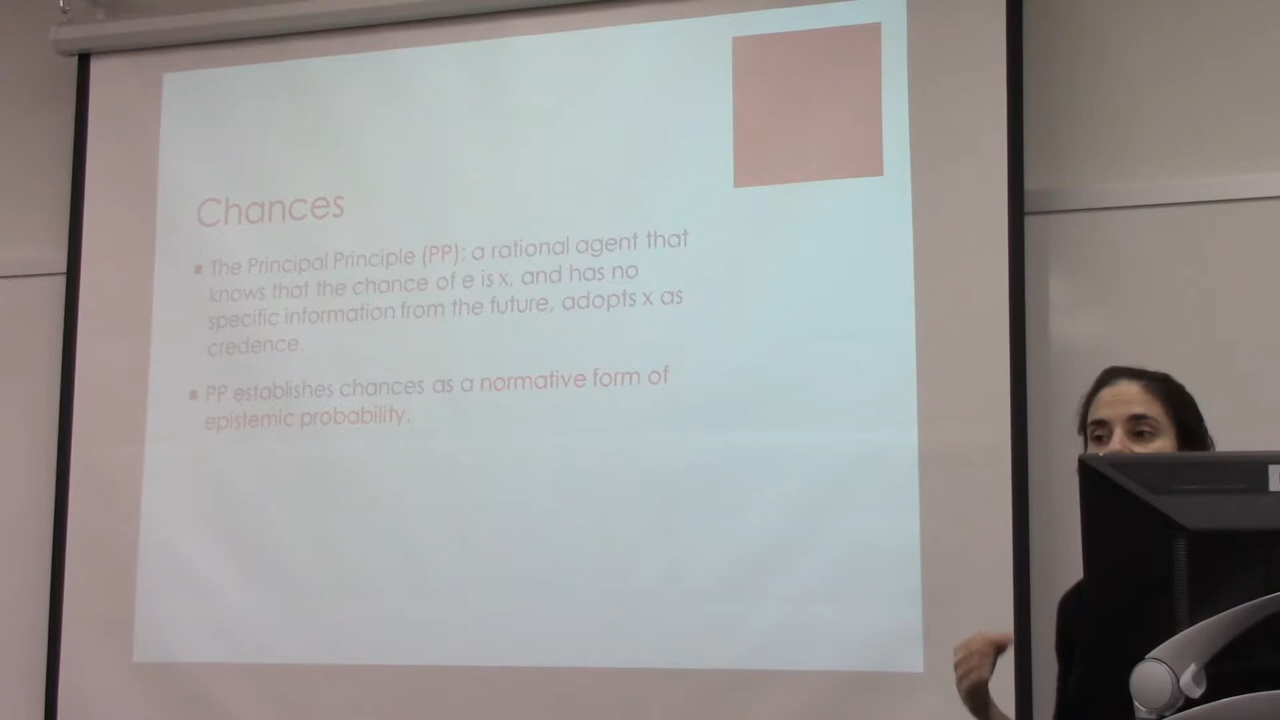 Chances
The Principal Principle (PP): a rational agent that
knows that the chance of e is x, and has no
specific information from the future, adopts x as
credence.
PP establishes chances as a normative form of
epistemic probability.